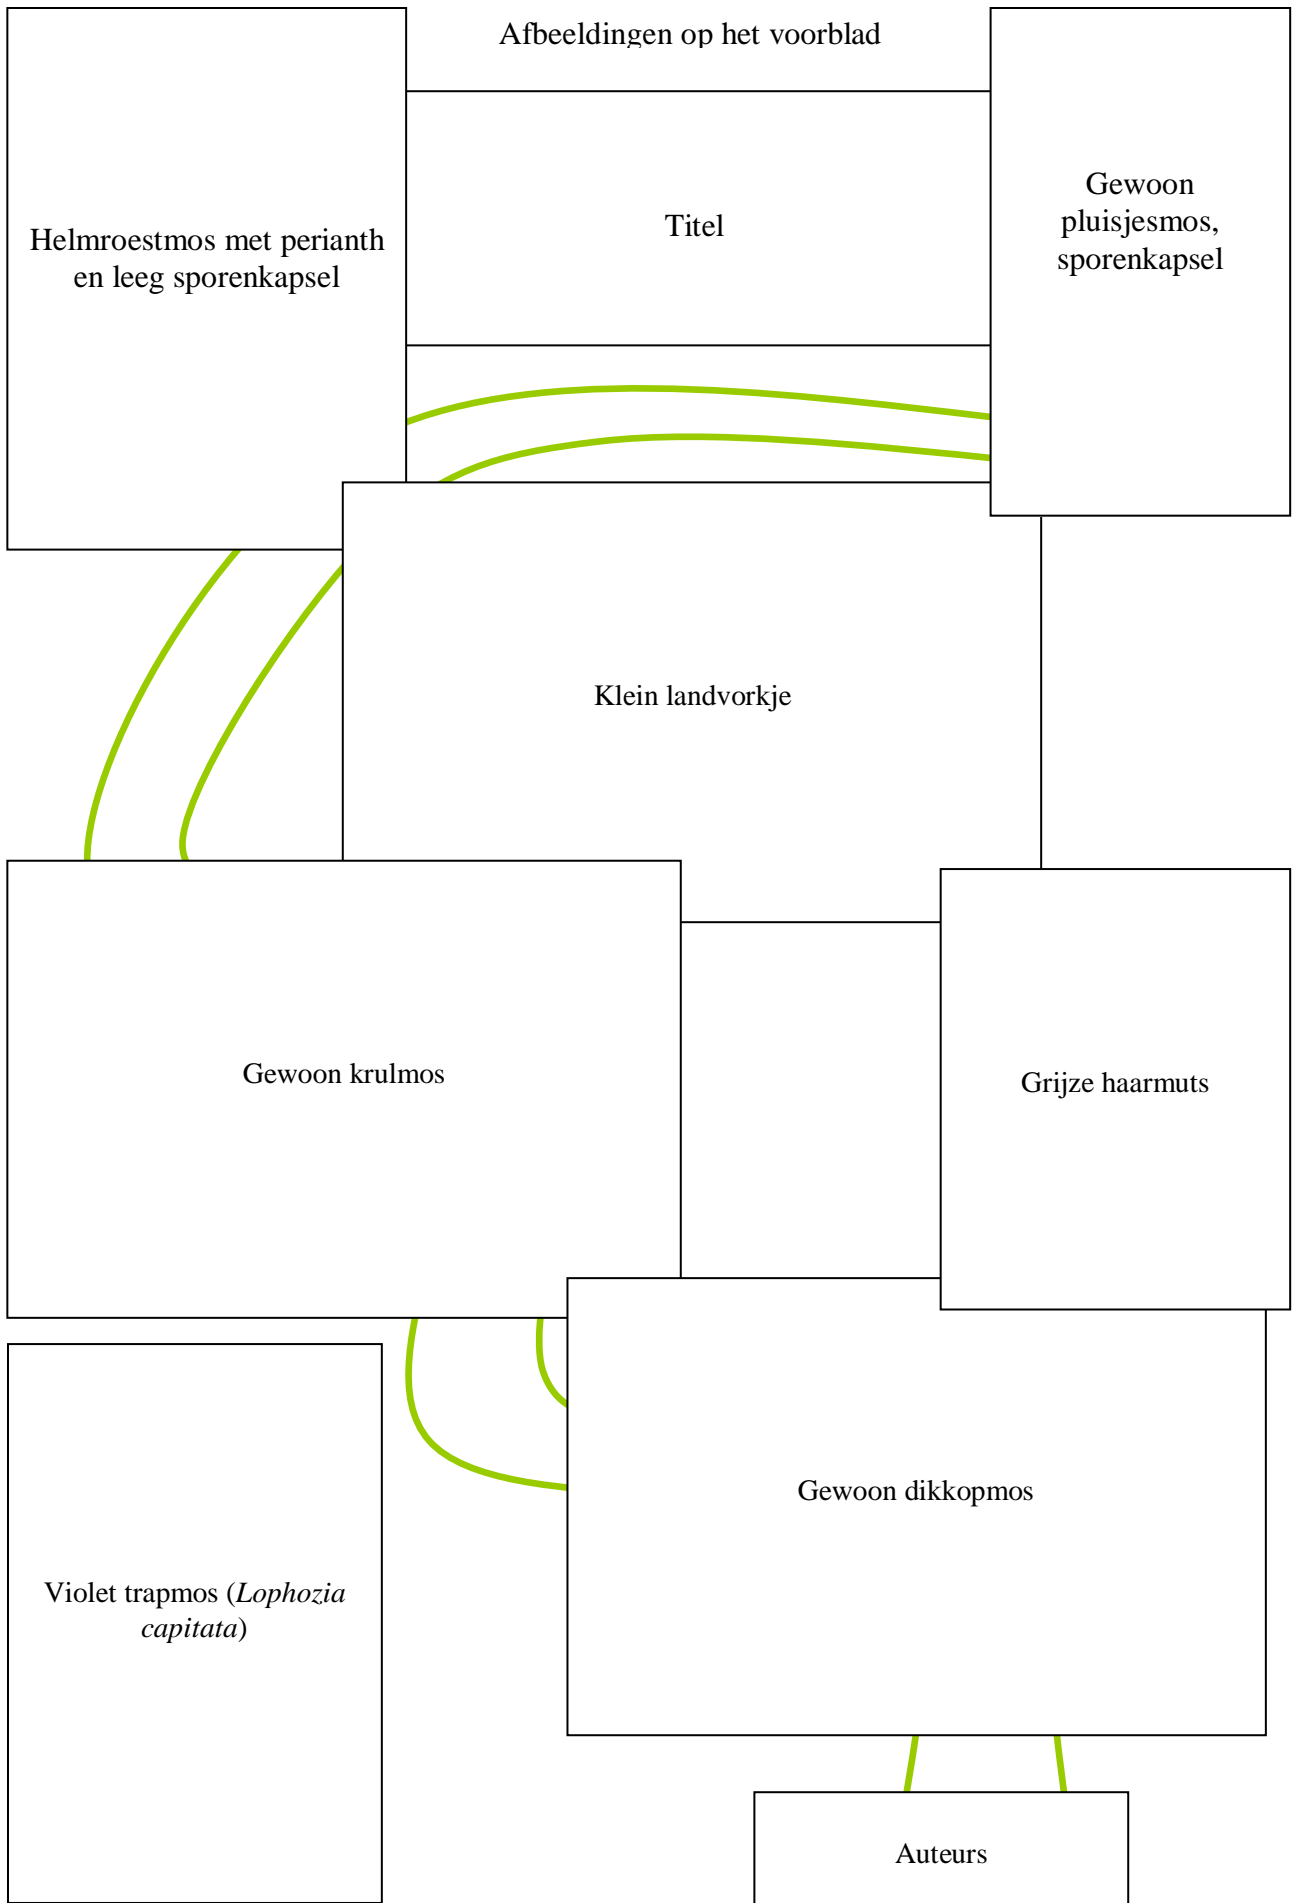 Afbeeldingen op het voorblad
Helmroestmos met perianth
en leeg sporenkapsel
Titel
Gewoon
pluisjesmos,
sporenkapsel
Klein landvorkje
Gewoon krulmos
Grijze haarmuts
Gewoon dikkopmos
Violet trapmos (Lophozia
capitata)
Auteurs